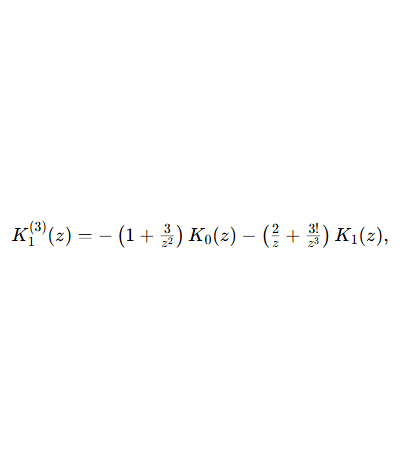 $K_1^{(3)}(z) = -\left(1 + \frac{3}{z^2}\right) K_0(z) - \left(\frac{2}{z} + \frac{3!}{z^3}\right) K_1(z),$